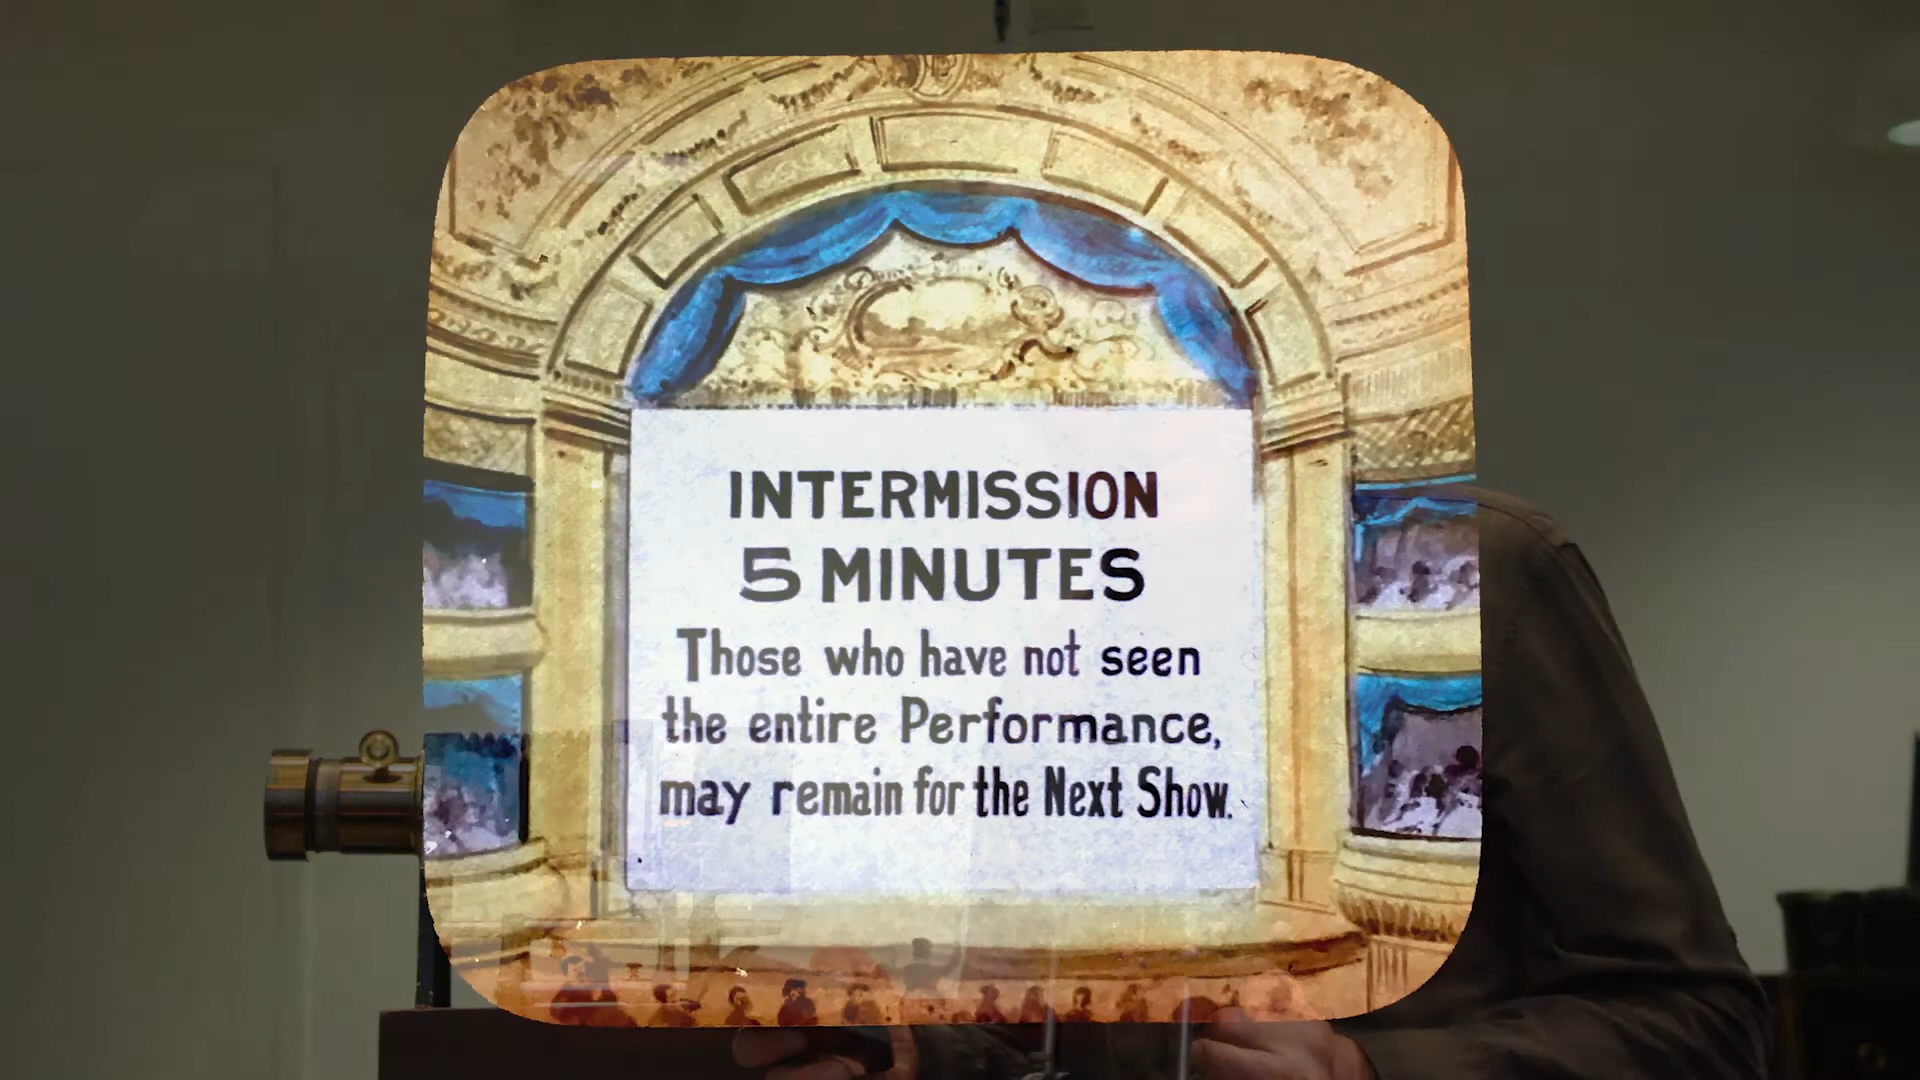 INTERMISSION
5 MINUTES
Those who have not seen
the entire Performance,
may remain for the Next Show.